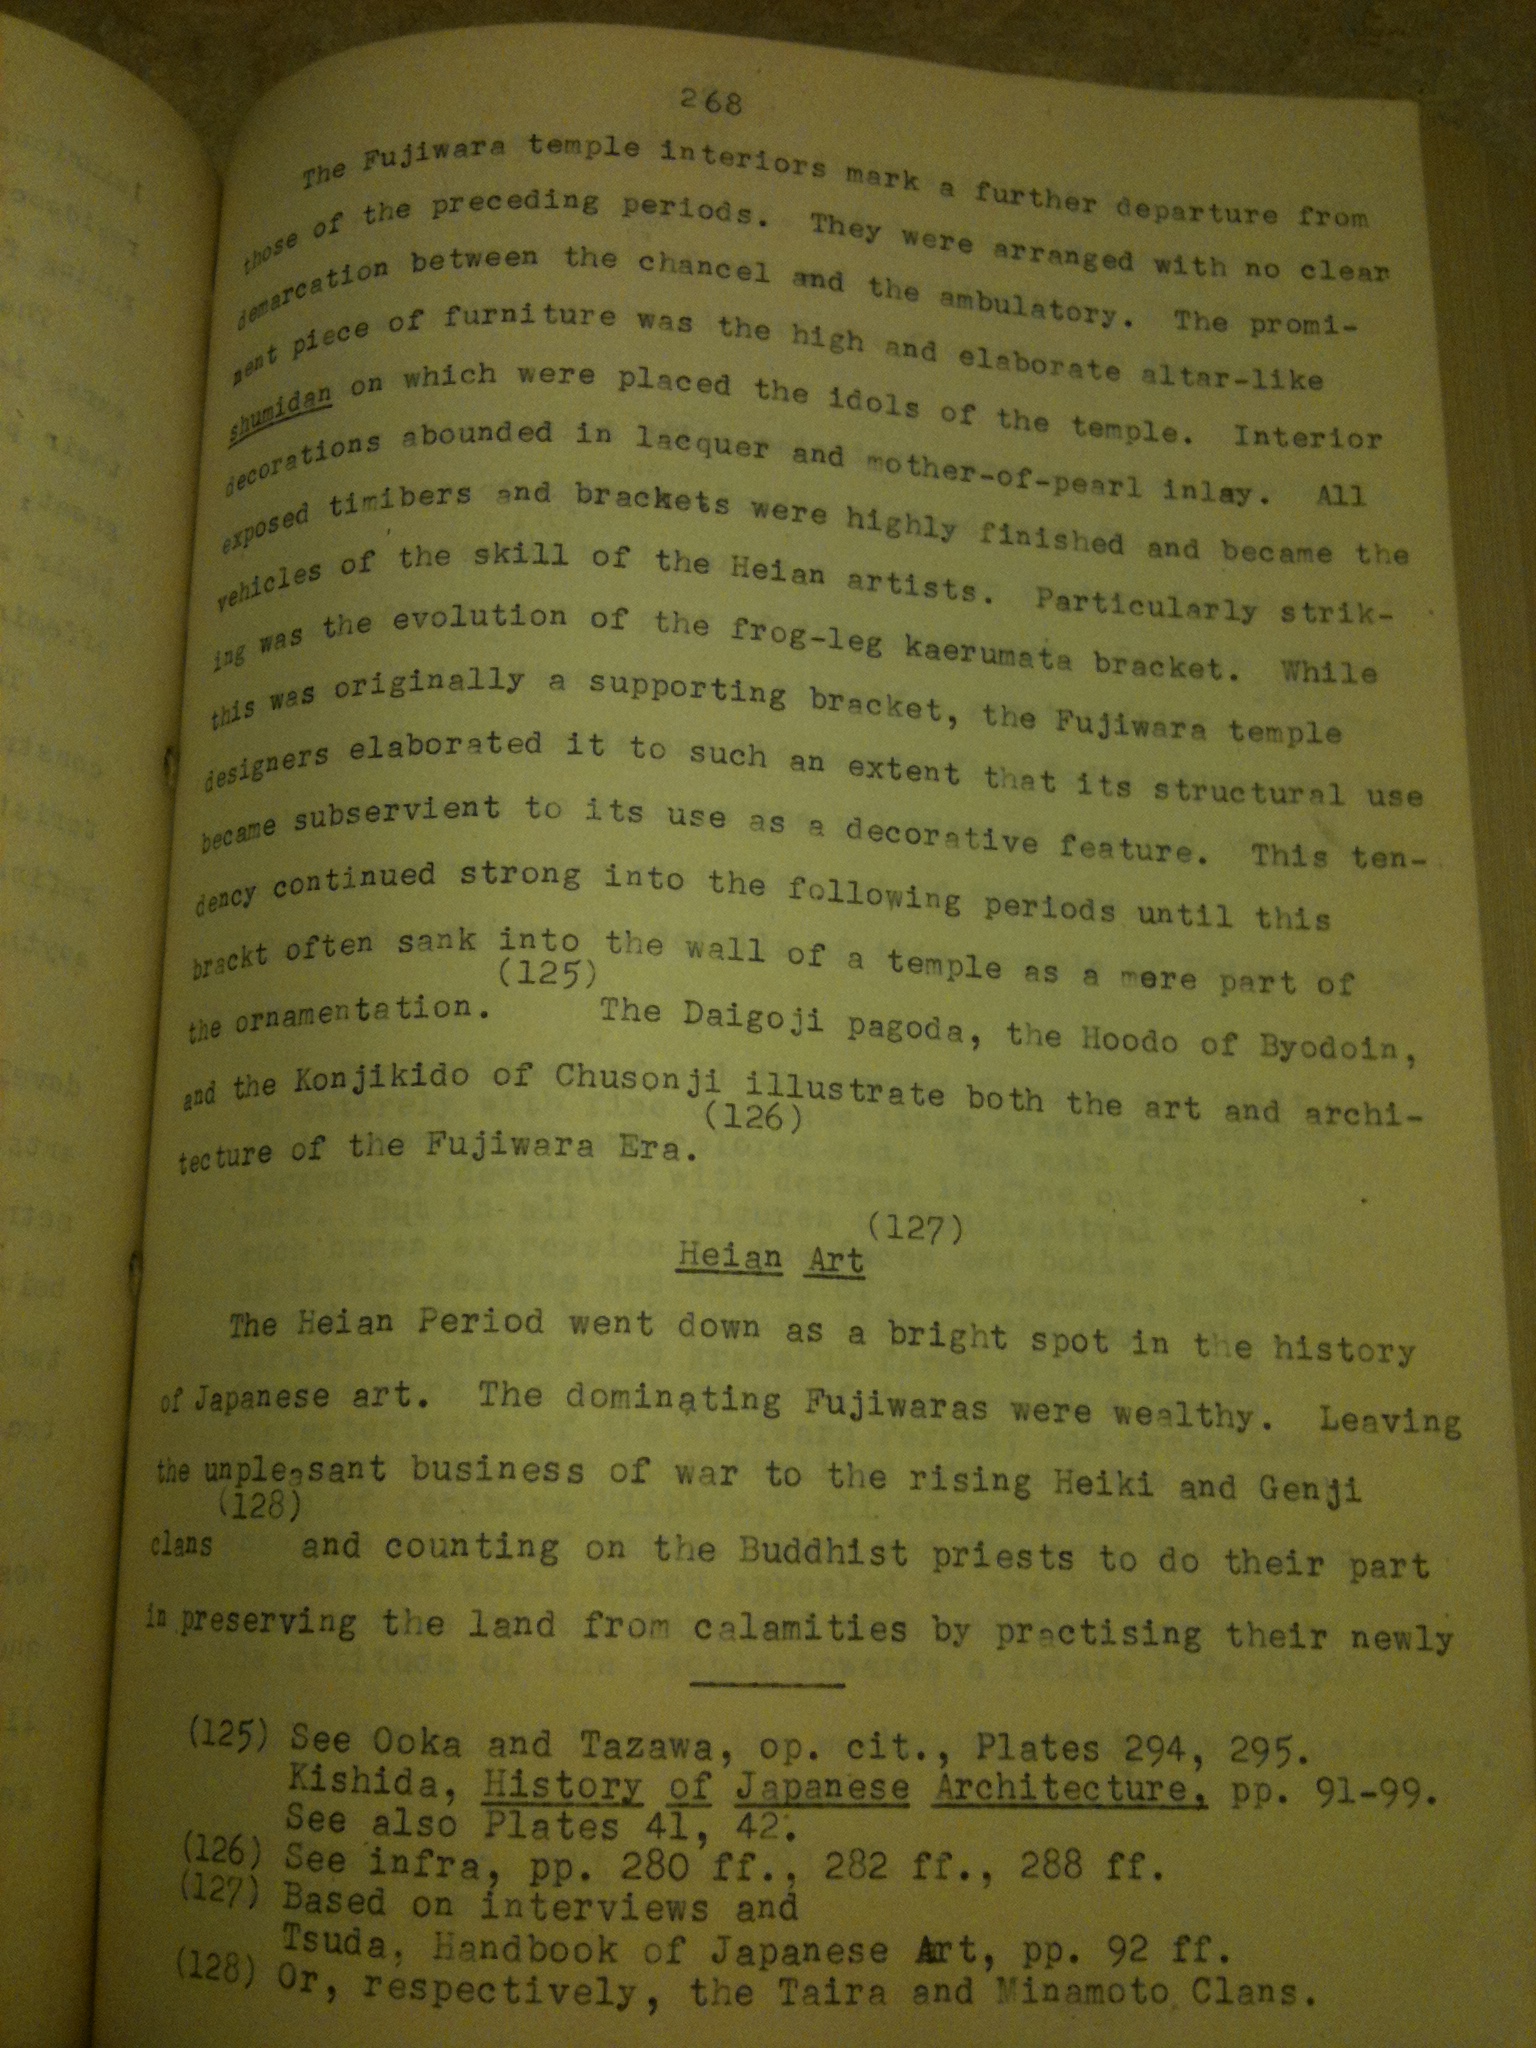 268
The Fujiwara temple interiors mark a further departure from
those of the preceding periods. They were arranged with no clear
demarcation between the chancel and the ambulatory. The promi-
nent piece of furniture was the high and elaborate altar-like
shumidan on which were placed the idols of the temple. Interior
decorations abounded in lacquer and mother-of-pearl inlay. All
exposed timibers and brackets were highly finished and became the
vehicles of the skill of the Heian artists. Particularly strik-
ing was the evolution of the frog-leg kaerumata bracket. While
this was originally a supporting bracket, the Fujiwara temple
designers elaborated it to such an extent that its structural use
became subservient to its use as a decorative feature. This ten-
dency continued strong into the following periods until this
brackt often sank into the wall of a temple as a mere part of
(125)
the ornamentation. The Daigoji pagoda, the Hoodo of Byodoin,
and the Konjikido of Chusonji illustrate both the art and archi-
(126)
tecture of the Fujiwara Era.
(127)
Heian Art
The Heian Period went down as a bright spot in the history
of Japanese art. The dominating Fujiwaras were wealthy. Leaving
the unpleasant business of war to the rising Heiki and Genji
(128)
clans and counting on the Buddhist priests to do their part
in preserving the land from calamities by practising their newly
(125) See Ooka and Tazawa, op. cit., Plates 294, 295.
Kishida, History of Japanese Architecture, pp. 91-99.
See also Plates 41, 42.
(126) See infra, pp. 280 ff., 282 ff., 288 ff.
(127) Based on interviews and
Tsuda, Handbook of Japanese Art, pp. 92 ff.
(128) Or, respectively, the Taira and Minamoto Clans.